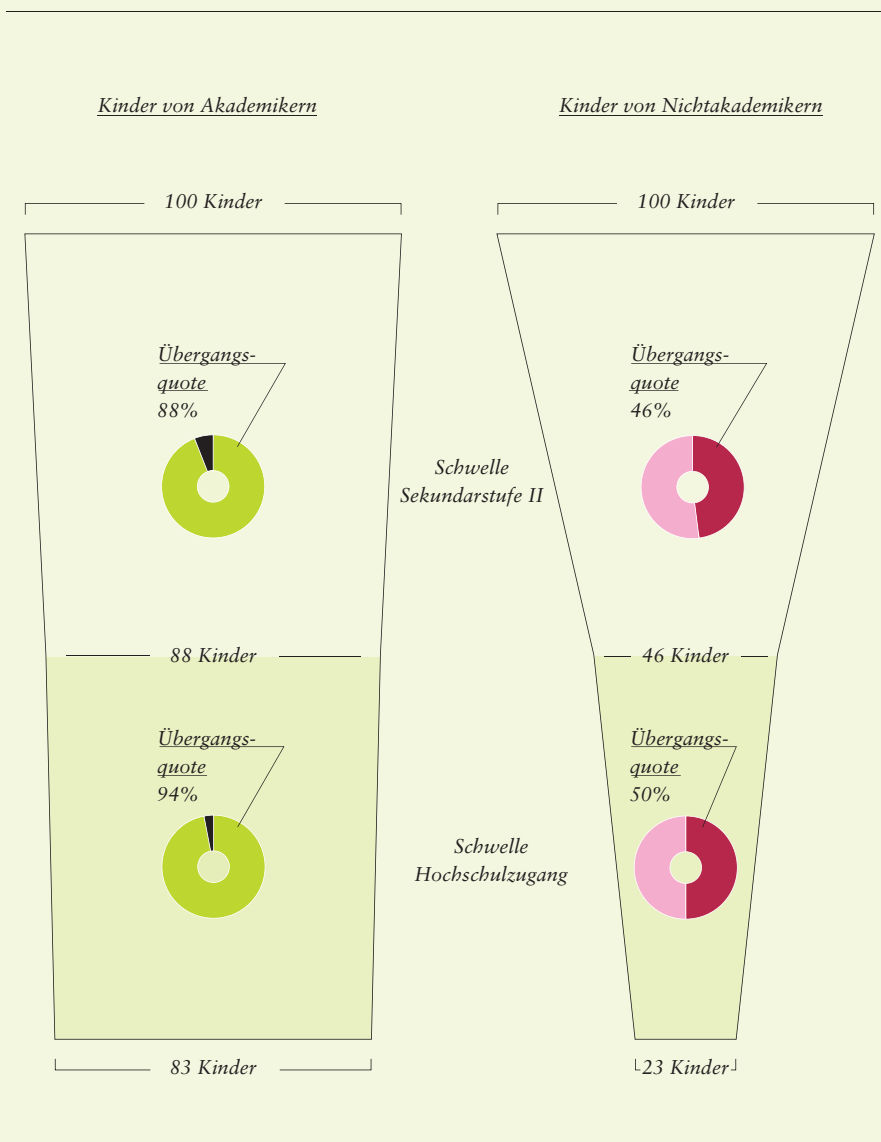 Kinder von Akademikern
Kinder von Nichtakademikern
100 Kinder
100 Kinder
Übergangs-
quote
88%
Übergangs-
quote
46%
Schwelle
Sekundarstufe II
88 Kinder
46 Kinder
Übergangs-
quote
94%
Übergangs-
quote
50%
Schwelle
Hochschulzugang
83 Kinder
23 Kinder